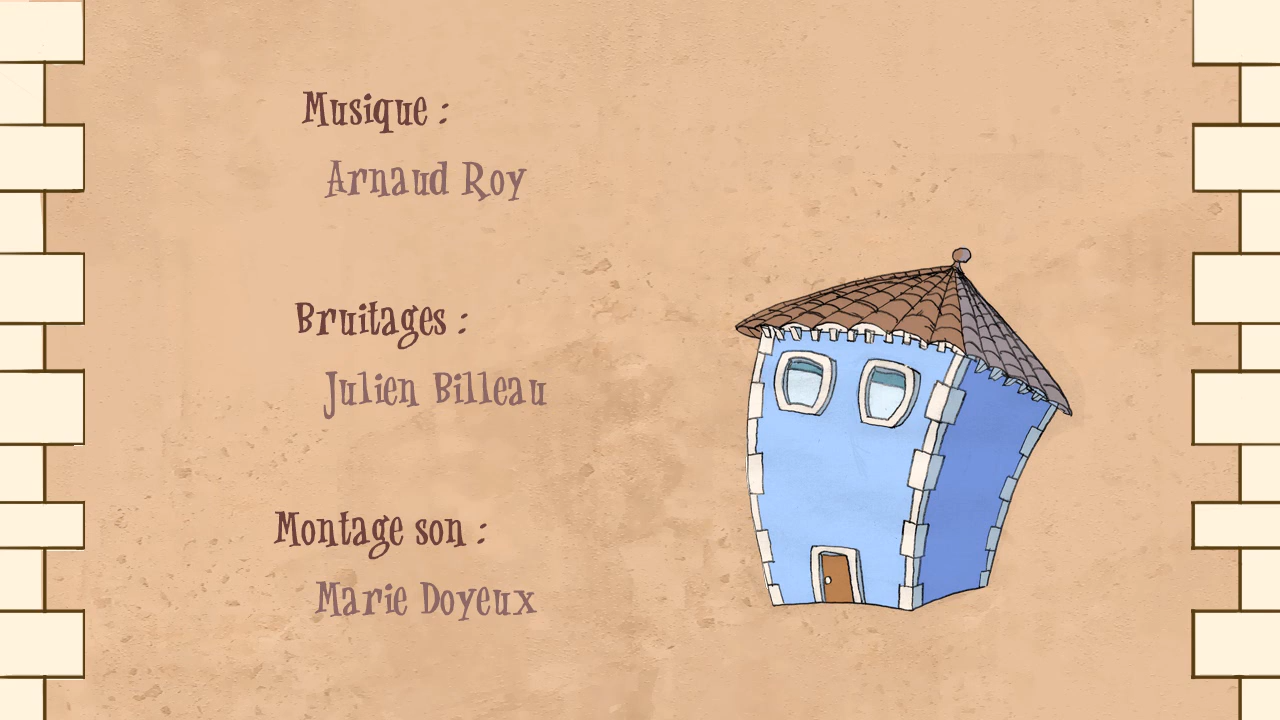 Musique :
Arnaud Roy
Bruitages :
Julien Billeau
Montage son :
Marie Doyeux